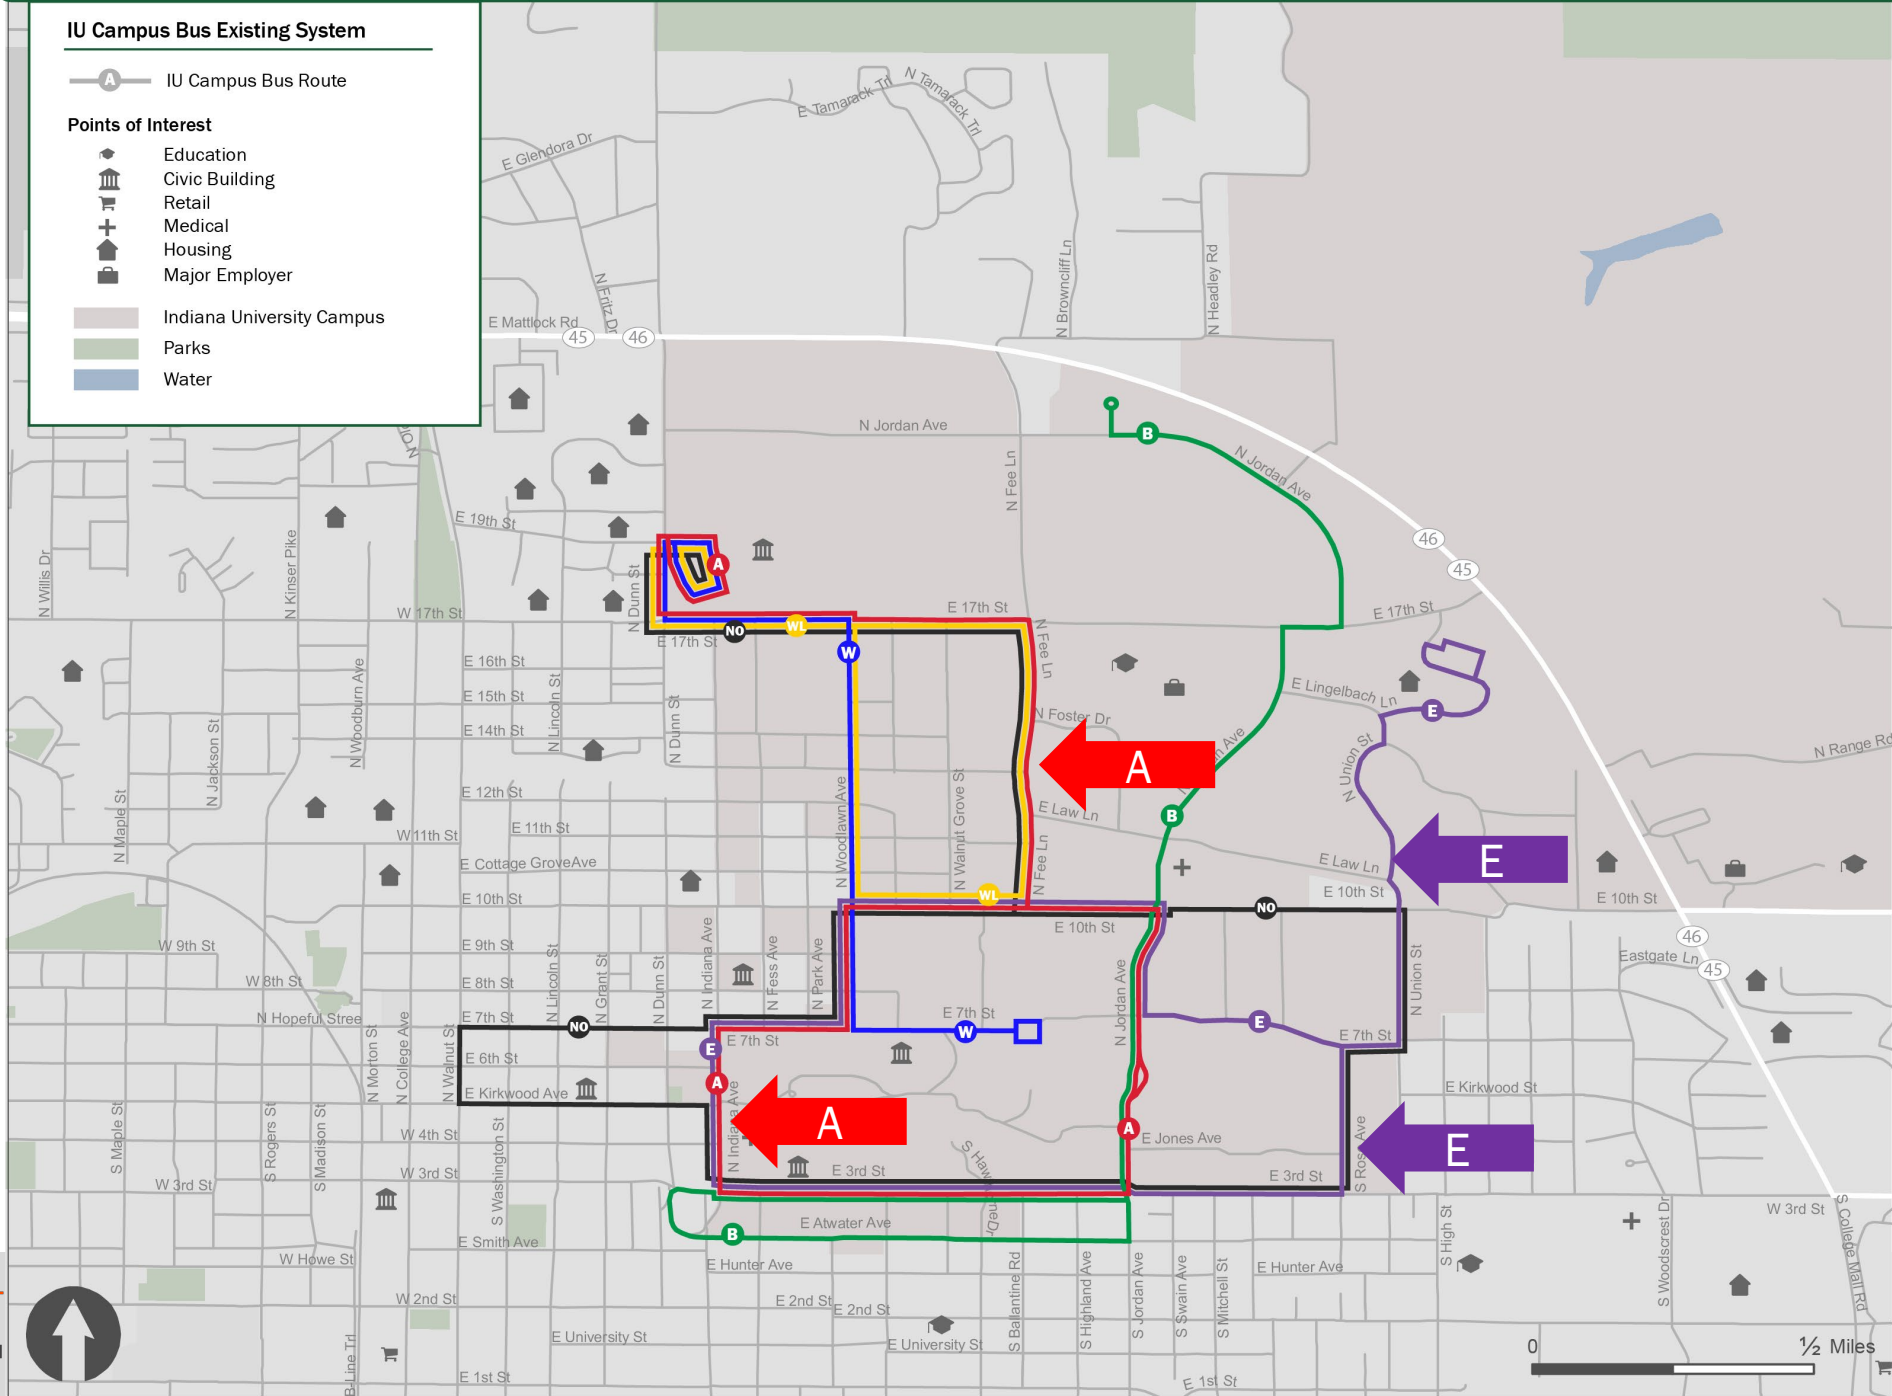 IU Campus Bus Existing System
A IU Campus Bus Route
Points of Interest
Education
Civic Building
Retail
Medical
Housing
Major Employer
Indiana University Campus
Parks
Water
E Tamarack Trl
N Tamarack Trl
E Glendora Dr
N Fritz Dr
N Browncliff Ln
N Headley Rd
E Mattlock Rd
45
46
N Jordan Ave
B
N Jordan Ave
N Fee Ln
46
45
E 19th St
N Willis Dr
N Kinser Pike
N Dunn St
A
W 17th St
E 17th St
E 17th St
E 17th St
NO
WL
W
N Fee Ln
E 16th St
E 15th St
E 14th St
N Woodburn Ave
N Jackson St
N Lincoln St
N Dunn St
N Foster Dr
E Lingelbach Ln
E
N Union St
N Range Rd
A
E 12th St
N Maple St
W11th St
E 11th St
E Cottage GroveAve
N Woodlawn Ave
N Walnut Grove St
N Fee Ln
E Law Ln
B
E Law Ln
E
E 10th St
WL
E 10th St
NO
E 10th St
E 10th St
46
45
Eastgate Ln
W 9th St
E 9th St
W 8th St
E 8th St
N Hopeful Stree
E 7th St
N Lincoln St
N Grant St
N Dunn St
N Indiana Ave
N Fess Ave
N Park Ave
N Jordan Ave
N Union St
NO
E 7th St
W
E
E 7th St
E 7th St
E
A
E 6th St
E Kirkwood Ave
E Kirkwood St
N Morton St
N College Ave
N Walnut St
N Indiana Ave
A
A
E Jones Ave
E
S Maple St
S Rogers St
S Madison St
W 4th St
W 3rd St
W 3rd St
S Washington St
E 3rd St
E 3rd St
W 3rd St
E Atwater Ave
B
E Smith Ave
W Howe St
E Hunter Ave
E Hunter Ave
S Ballantine Rd
S Highland Ave
S Jordan Ave
S Swain Ave
S Mitchell St
S High St
S Woodscrest Dr
S College Mall Rd
W 2nd St
E 2nd St
E 2nd St
E University St
E University St
B-Line Trl
E 1st St
E 1st St
0 ½ Miles